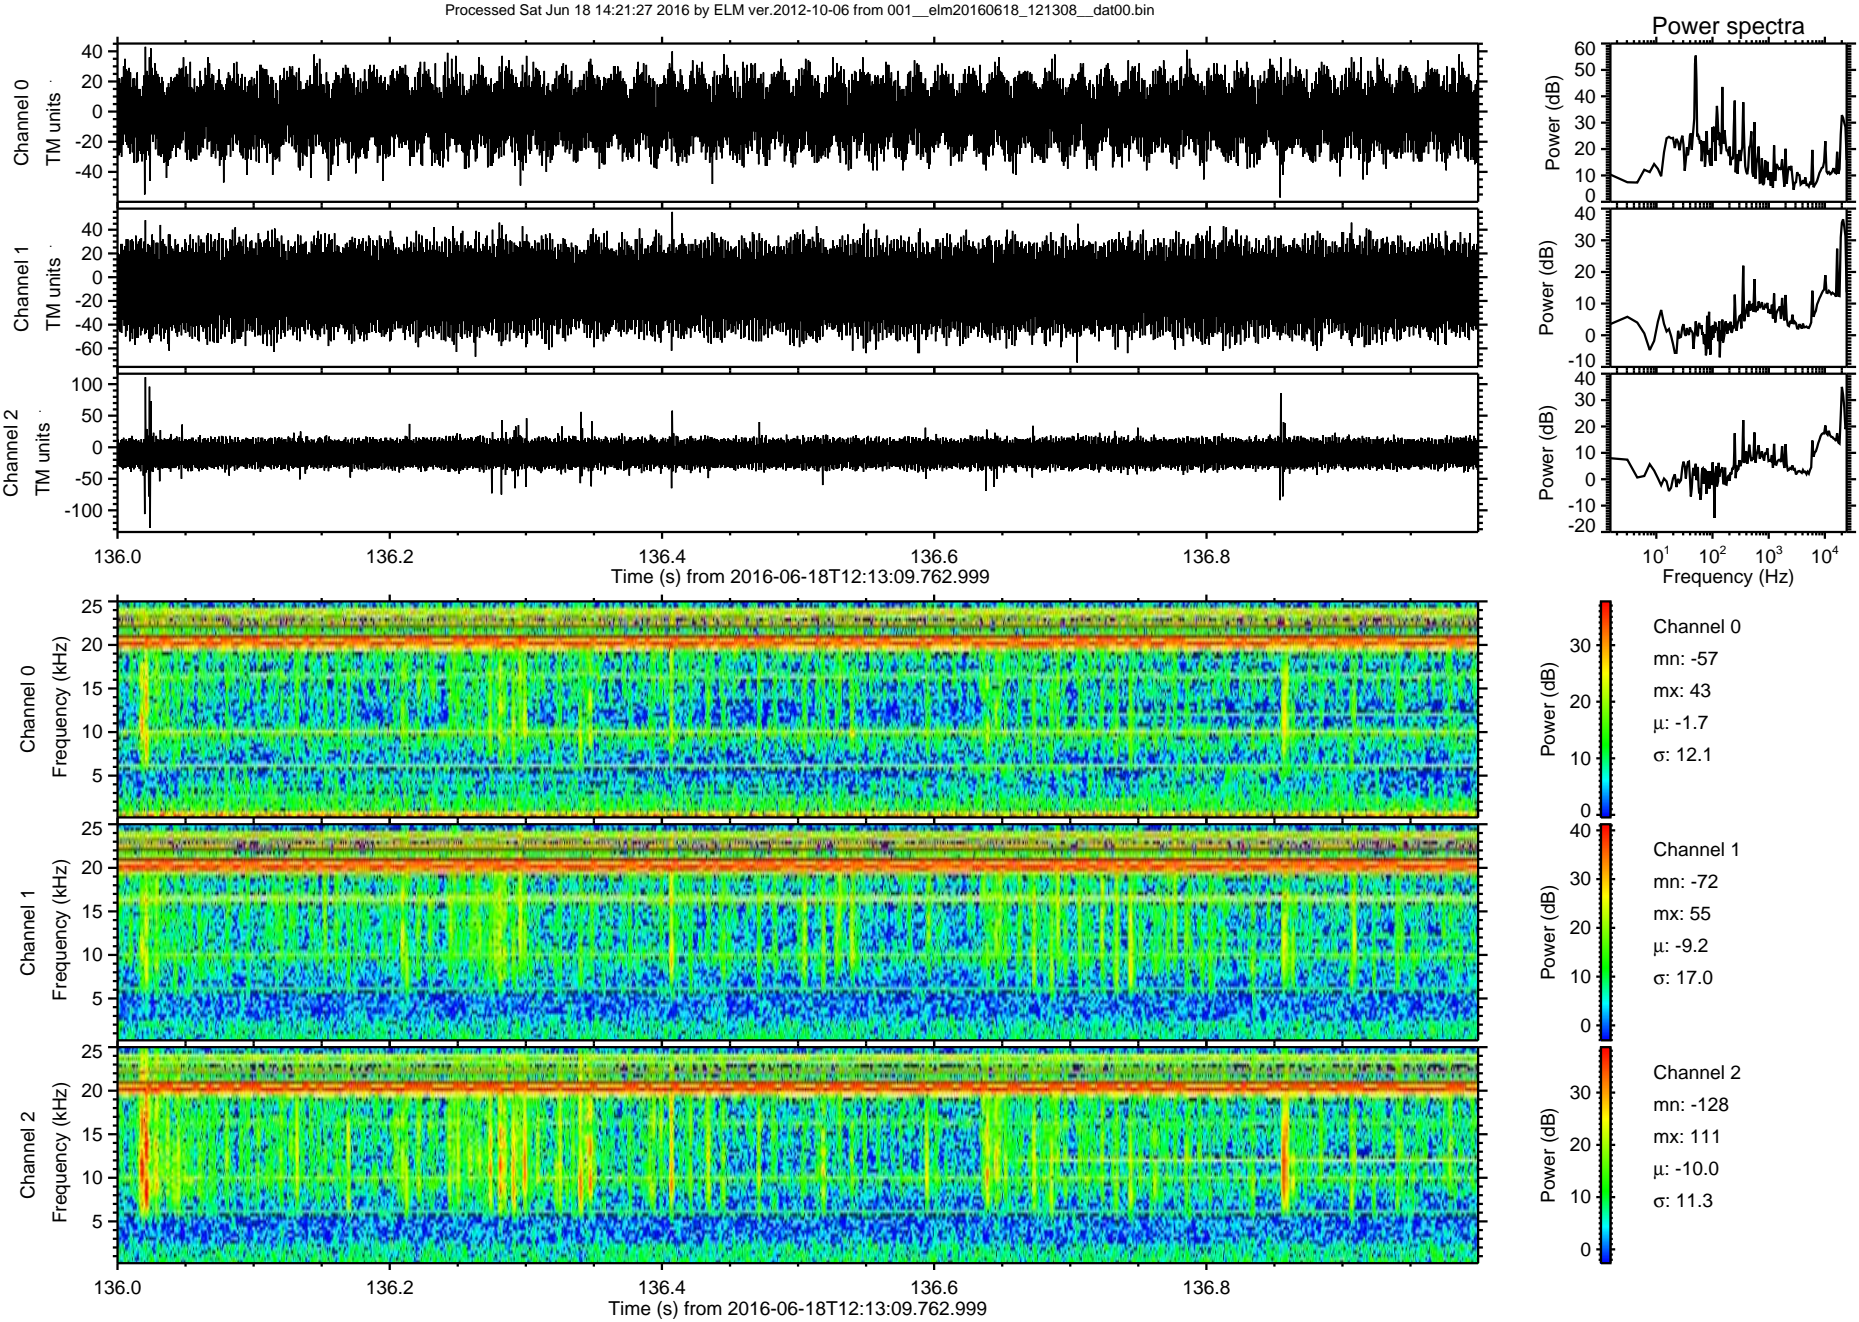 Processed Sat Jun 18 14:21:27 2016 by ELM ver.2012-10-06 from 001__elm20160618_121308__dat00.bin
Power spectra
Channel 0
TM units
40
20
0
-20
-40
Power (dB)
60
50
40
30
20
10
0
Channel 1
TM units
40
20
0
-20
-40
-60
Power (dB)
40
30
20
10
0
-10
Channel 2
TM units
100
50
0
-50
-100
Power (dB)
40
30
20
10
0
-10
-20
136.0 136.2 136.4 136.6 136.8
Time (s) from 2016-06-18T12:13:09.762.999
10¹ 10² 10³ 10⁴
Frequency (Hz)
Channel 0
Frequency (kHz)
25
20
15
10
5
Power (dB)
30
20
10
0
Channel 0
mn: -57
mx: 43
µ: -1.7
σ: 12.1
Channel 1
Frequency (kHz)
25
20
15
10
5
Power (dB)
40
30
20
10
0
Channel 1
mn: -72
mx: 55
µ: -9.2
σ: 17.0
Channel 2
Frequency (kHz)
25
20
15
10
5
Power (dB)
30
20
10
0
Channel 2
mn: -128
mx: 111
µ: -10.0
σ: 11.3
136.0 136.2 136.4 136.6 136.8
Time (s) from 2016-06-18T12:13:09.762.999